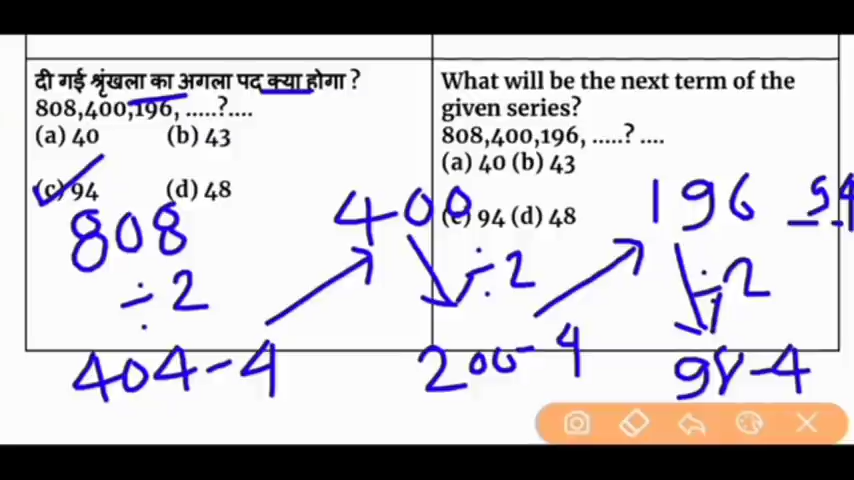 दी गई श्रृंखला का अगला पद क्या होगा ?
808,400,196, .....?....
(a) 40 (b) 43
(c) 94 (d) 48
What will be the next term of the
given series?
808,400,196, .....? ....
(a) 40 (b) 43
(c) 94 (d) 48
808 400 196 94
÷2 ÷2 ÷2
404-4 200-4 98-4